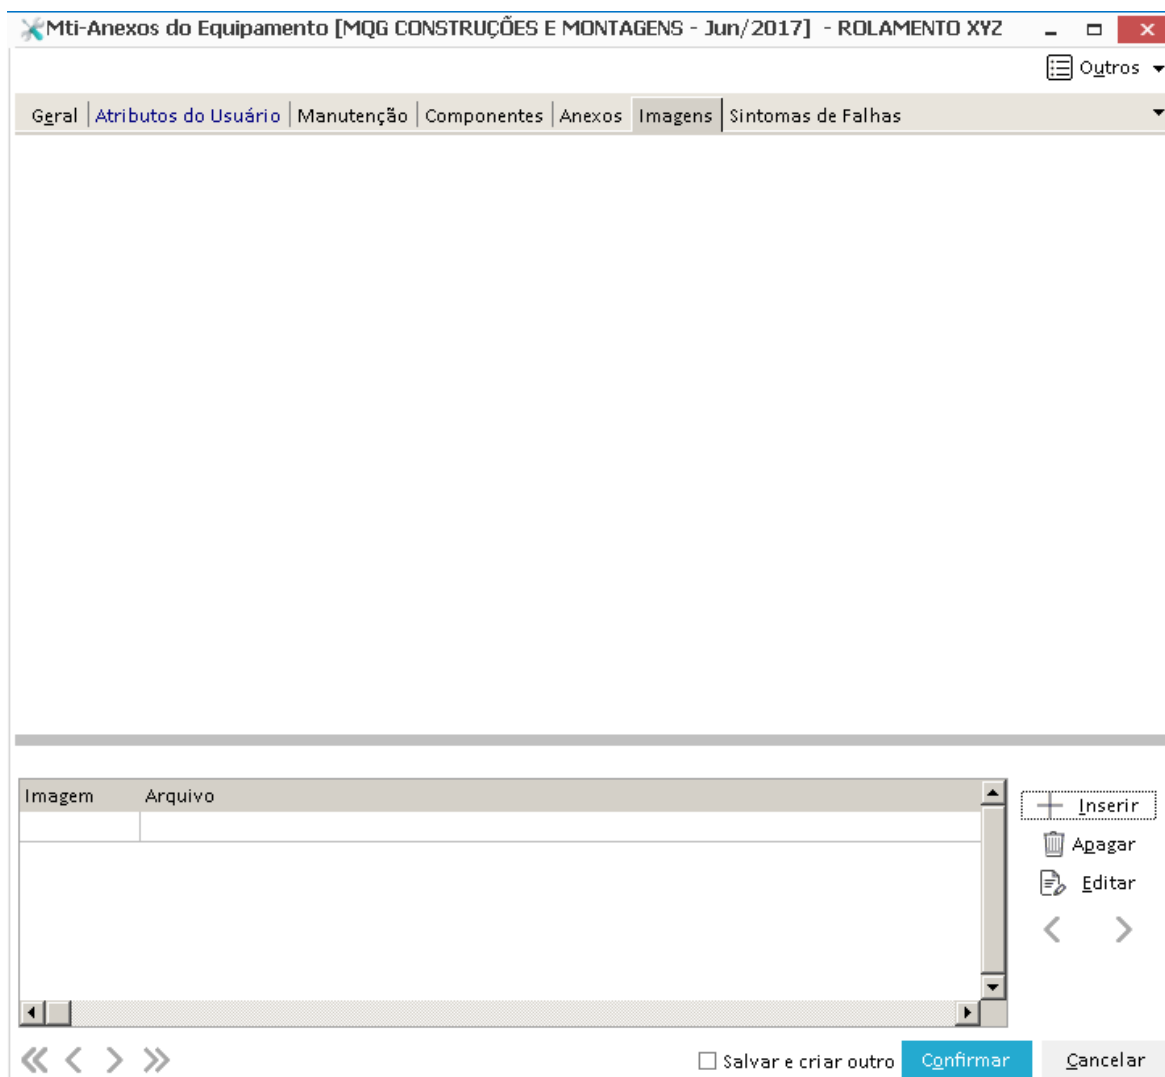 Mti-Anexos do Equipamento [MQG CONSTRUÇÕES E MONTAGENS - Jun/2017] - ROLAMENTO XYZ
Outros
Geral Atributos do Usuário Manutenção Componentes Anexos Imagens Sintomas de Falhas
Imagem Arquivo
Inserir
Apagar
Editar
Salvar e criar outro Confirmar Cancelar